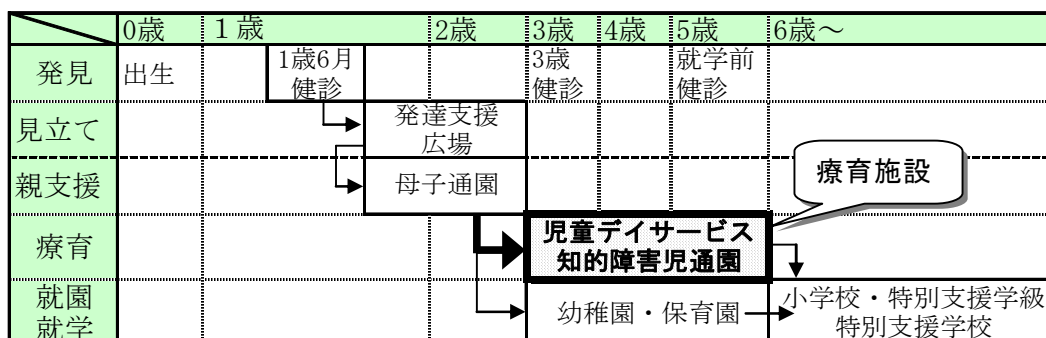 0歳 1歳 2歳 3歳 4歳 5歳 6歳～
発見 出生 1歳6月 3歳 就学前
健診 健診 健診
見立て 発達支援
広場
親支援 母子通園 療育施設
療育 児童デイサービス
知的障害児通園
就園 幼稚園・保育園 小学校・特別支援学級
就学 特別支援学校